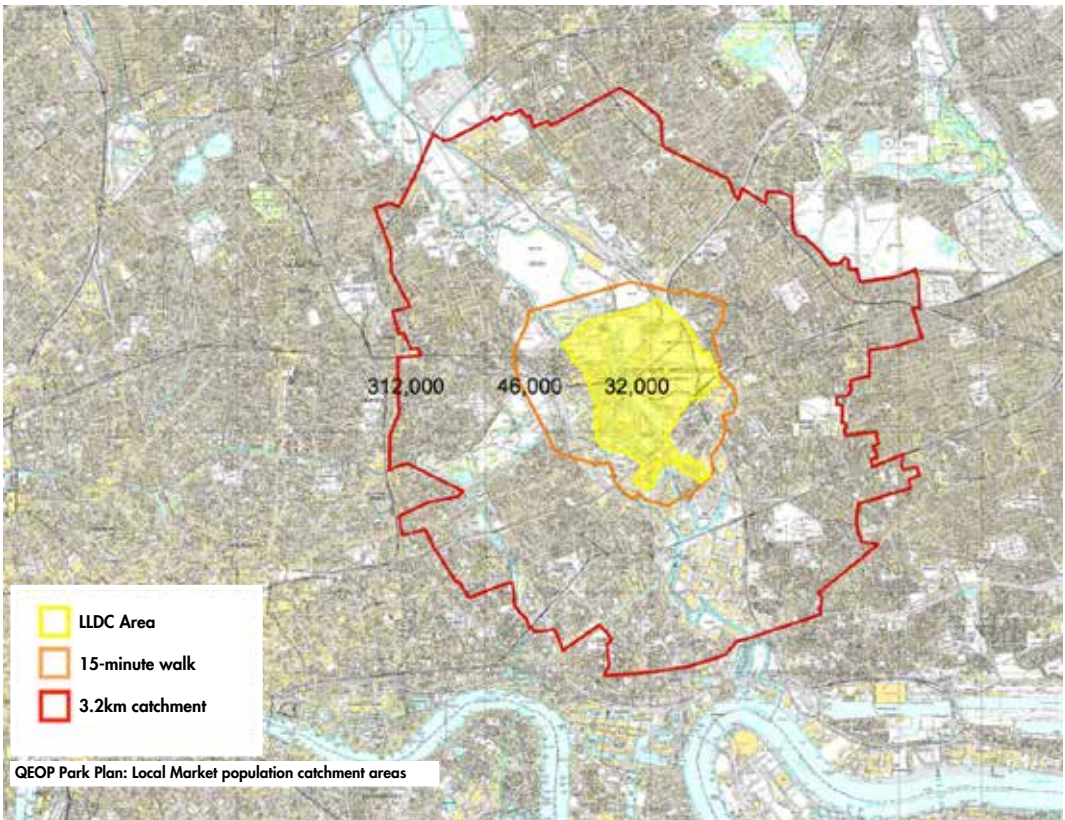 312,000 46,000 32,000
LLDC Area
15-minute walk
3.2km catchment
QEOP Park Plan: Local Market population catchment areas